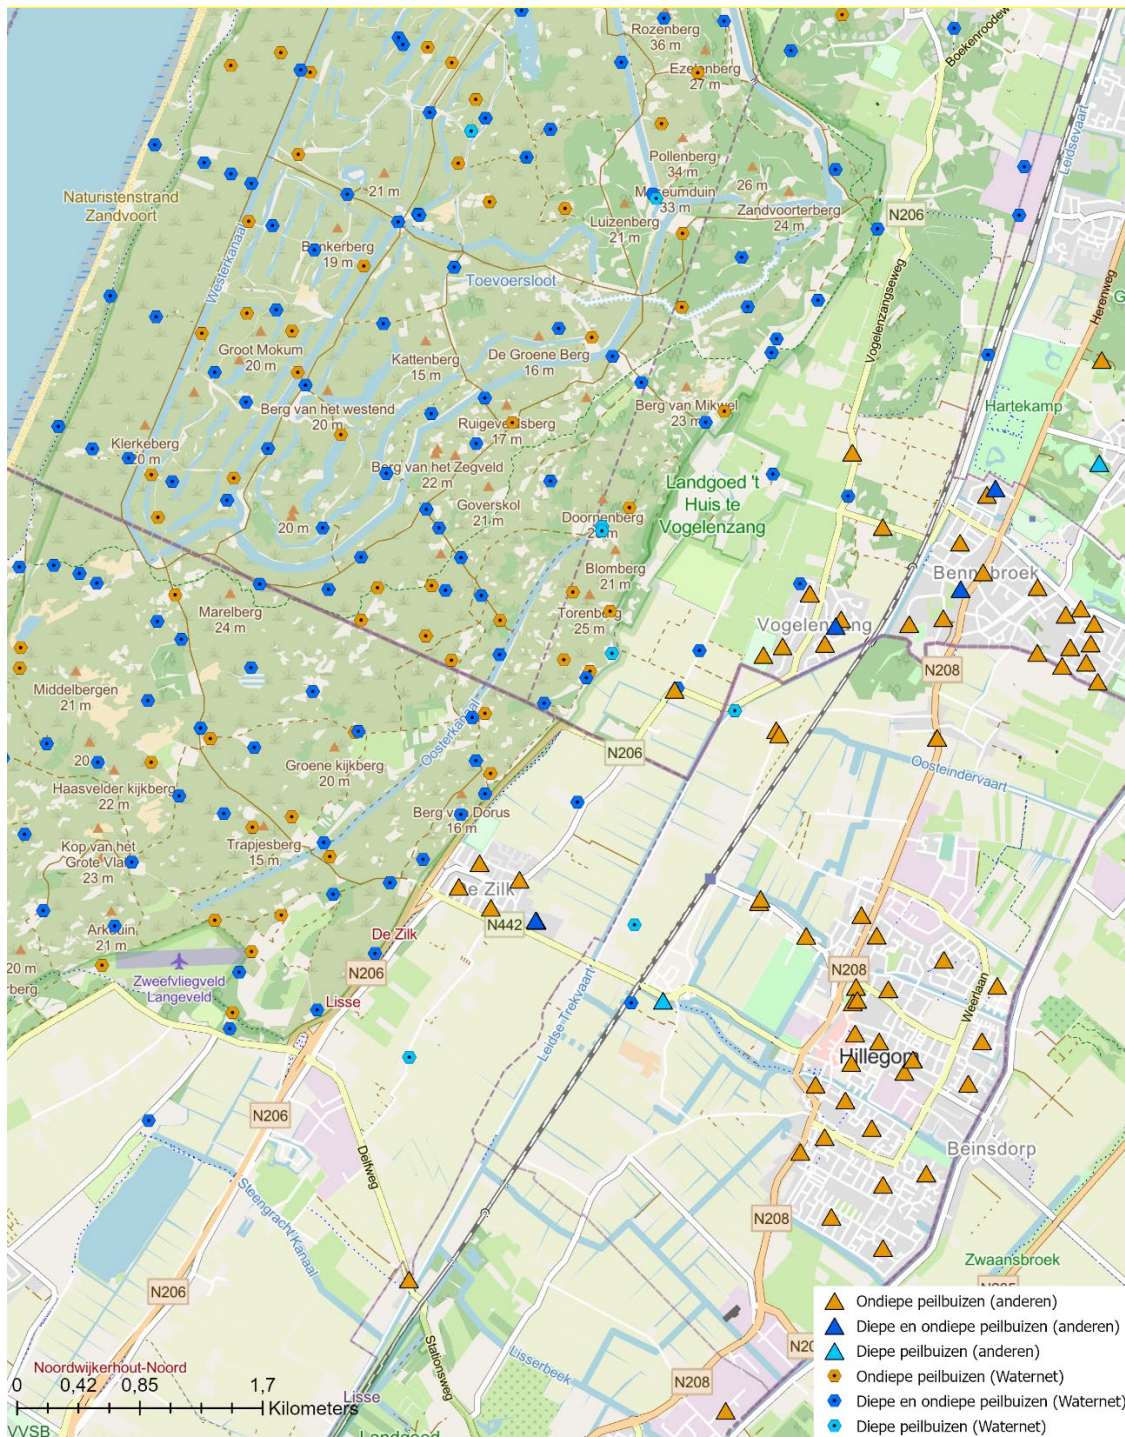 Rozenberg
36 m
Boekenroodew
Ezelenberg
27 m
Leidsevaart
Pollenberg
34 m
21 m
26 m
Naturistenstrand
Zandvoort
Museumduin
33 m
Zandvoorterberg
24 m
N206
Luizenberg
21 m
Westerkanaal
Bunkerberg
19 m
Toevoersloot
Vogelenzangseweg
Herenweg
G
Groot Mokum
20 m
Kattenberg
15 m
De Groene Berg
16 m
Berg van het westend
20 m
Ruigeveldsberg
17 m
Berg van Mikwel
23 m
Hartekamp
Klerkeberg
20 m
Berg van het Zegveld
22 m
Goverskol
21 m
Landgoed 't
Huis te
Vogelenzang
20 m
Doornenberg
Blomberg
21 m
Bennebroek
Marelberg
24 m
Torenberg
25 m
Vogelenzang
N208
Middelbergen
21 m
Oosterkanaal
N206
20
Groene kijkberg
20 m
Oosteindervaart
Haasvelder kijkberg
22 m
Berg van Dorus
16 m
Kop van het
Grote Vlak
23 m
Trapjesberg
15 m
De Zilk
N442
Arkduin
21 m
De Zilk
20 m
rberg
Zweefvliegveld
Langeveld
N206
N208
Weerlaan
Lisse
Leidse-Trekvaart
Hillegom
N206
Delfweg
Beinsdorp
Steengracht Kanaal
N208
Zwaansbroek
N206
Noordwijkerhout-Noord
Stationsweg
Lisserbeek
N208
Lisse
0 0,42 0,85 1,7
Kilometers
VVSB
Landgoed
Ondiepe peilbuizen (anderen)
Diepe en ondiepe peilbuizen (anderen)
Diepe peilbuizen (anderen)
Ondiepe peilbuizen (Waternet)
Diepe en ondiepe peilbuizen (Waternet)
Diepe peilbuizen (Waternet)